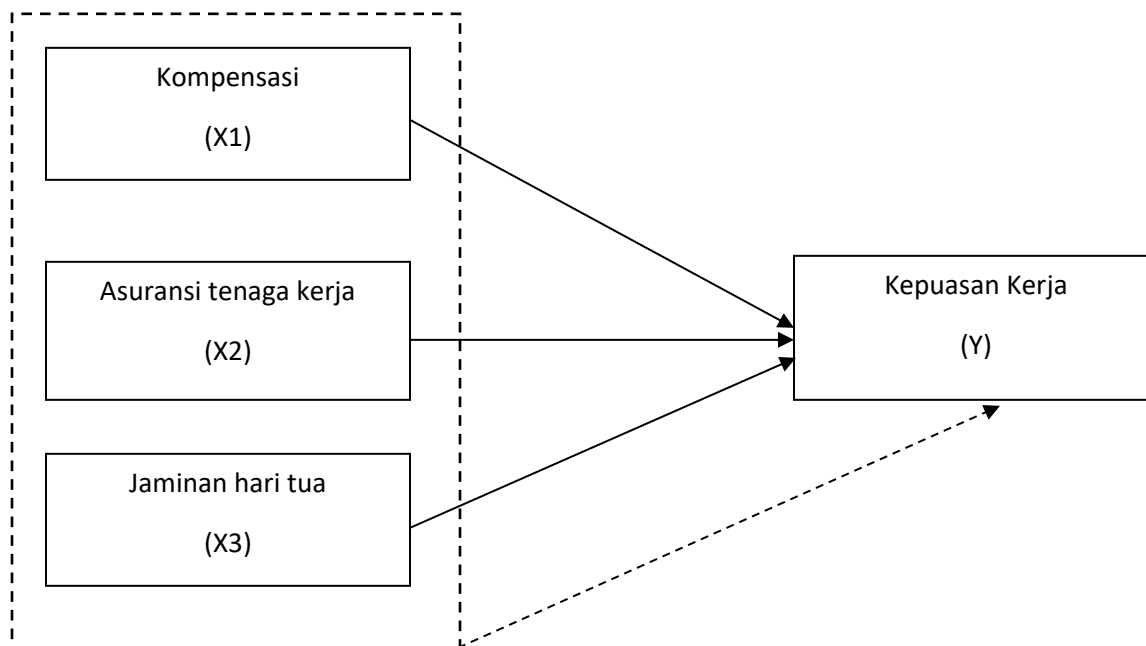 Kompensasi
(X1)
Asuransi tenaga kerja
(X2)
Jaminan hari tua
(X3)
Kepuasan Kerja
(Y)